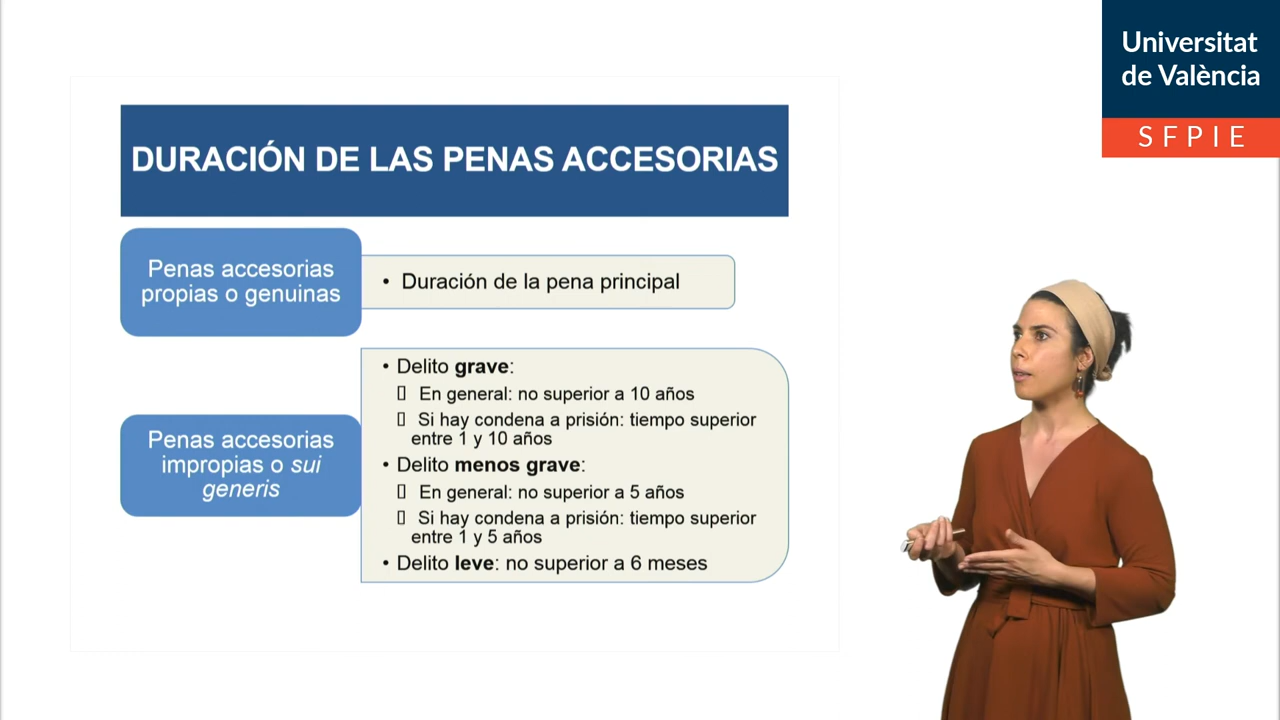 Universitat
de València
SFPIE
DURACIÓN DE LAS PENAS ACCESORIAS
Penas accesorias
propias o genuinas
• Duración de la pena principal
Penas accesorias
impropias o sui
generis
• Delito grave:
▯ En general: no superior a 10 años
▯ Si hay condena a prisión: tiempo superior
entre 1 y 10 años
• Delito menos grave:
▯ En general: no superior a 5 años
▯ Si hay condena a prisión: tiempo superior
entre 1 y 5 años
• Delito leve: no superior a 6 meses